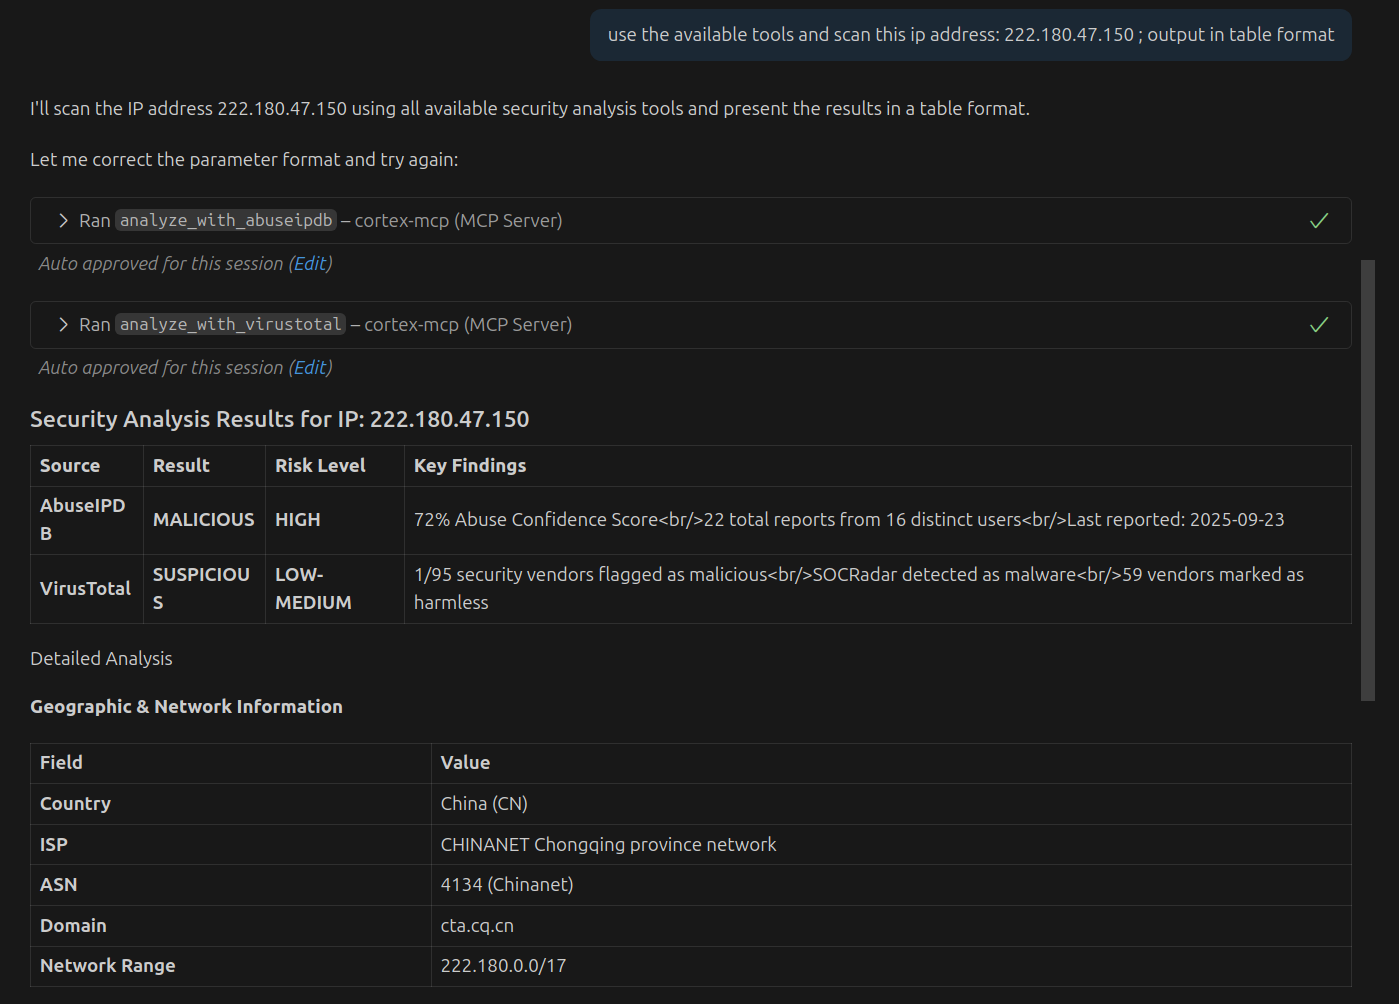 use the available tools and scan this ip address: 222.180.47.150 ; output in table format
I'll scan the IP address 222.180.47.150 using all available security analysis tools and present the results in a table format.
Let me correct the parameter format and try again:
Ran analyze_with_abuseipdb – cortex-mcp (MCP Server)
Auto approved for this session (Edit)
Ran analyze_with_virustotal – cortex-mcp (MCP Server)
Auto approved for this session (Edit)
Security Analysis Results for IP: 222.180.47.150
Source Result Risk Level Key Findings
AbuseIPD
B
MALICIOUS HIGH 72% Abuse Confidence Score<br/>22 total reports from 16 distinct users<br/>Last reported: 2025-09-23
VirusTotal
SUSPICIOU
S
LOW-
MEDIUM
1/95 security vendors flagged as malicious<br/>SOCRadar detected as malware<br/>59 vendors marked as
harmless
Detailed Analysis
Geographic & Network Information
Field Value
Country China (CN)
ISP CHINANET Chongqing province network
ASN 4134 (Chinanet)
Domain cta.cq.cn
Network Range 222.180.0.0/17